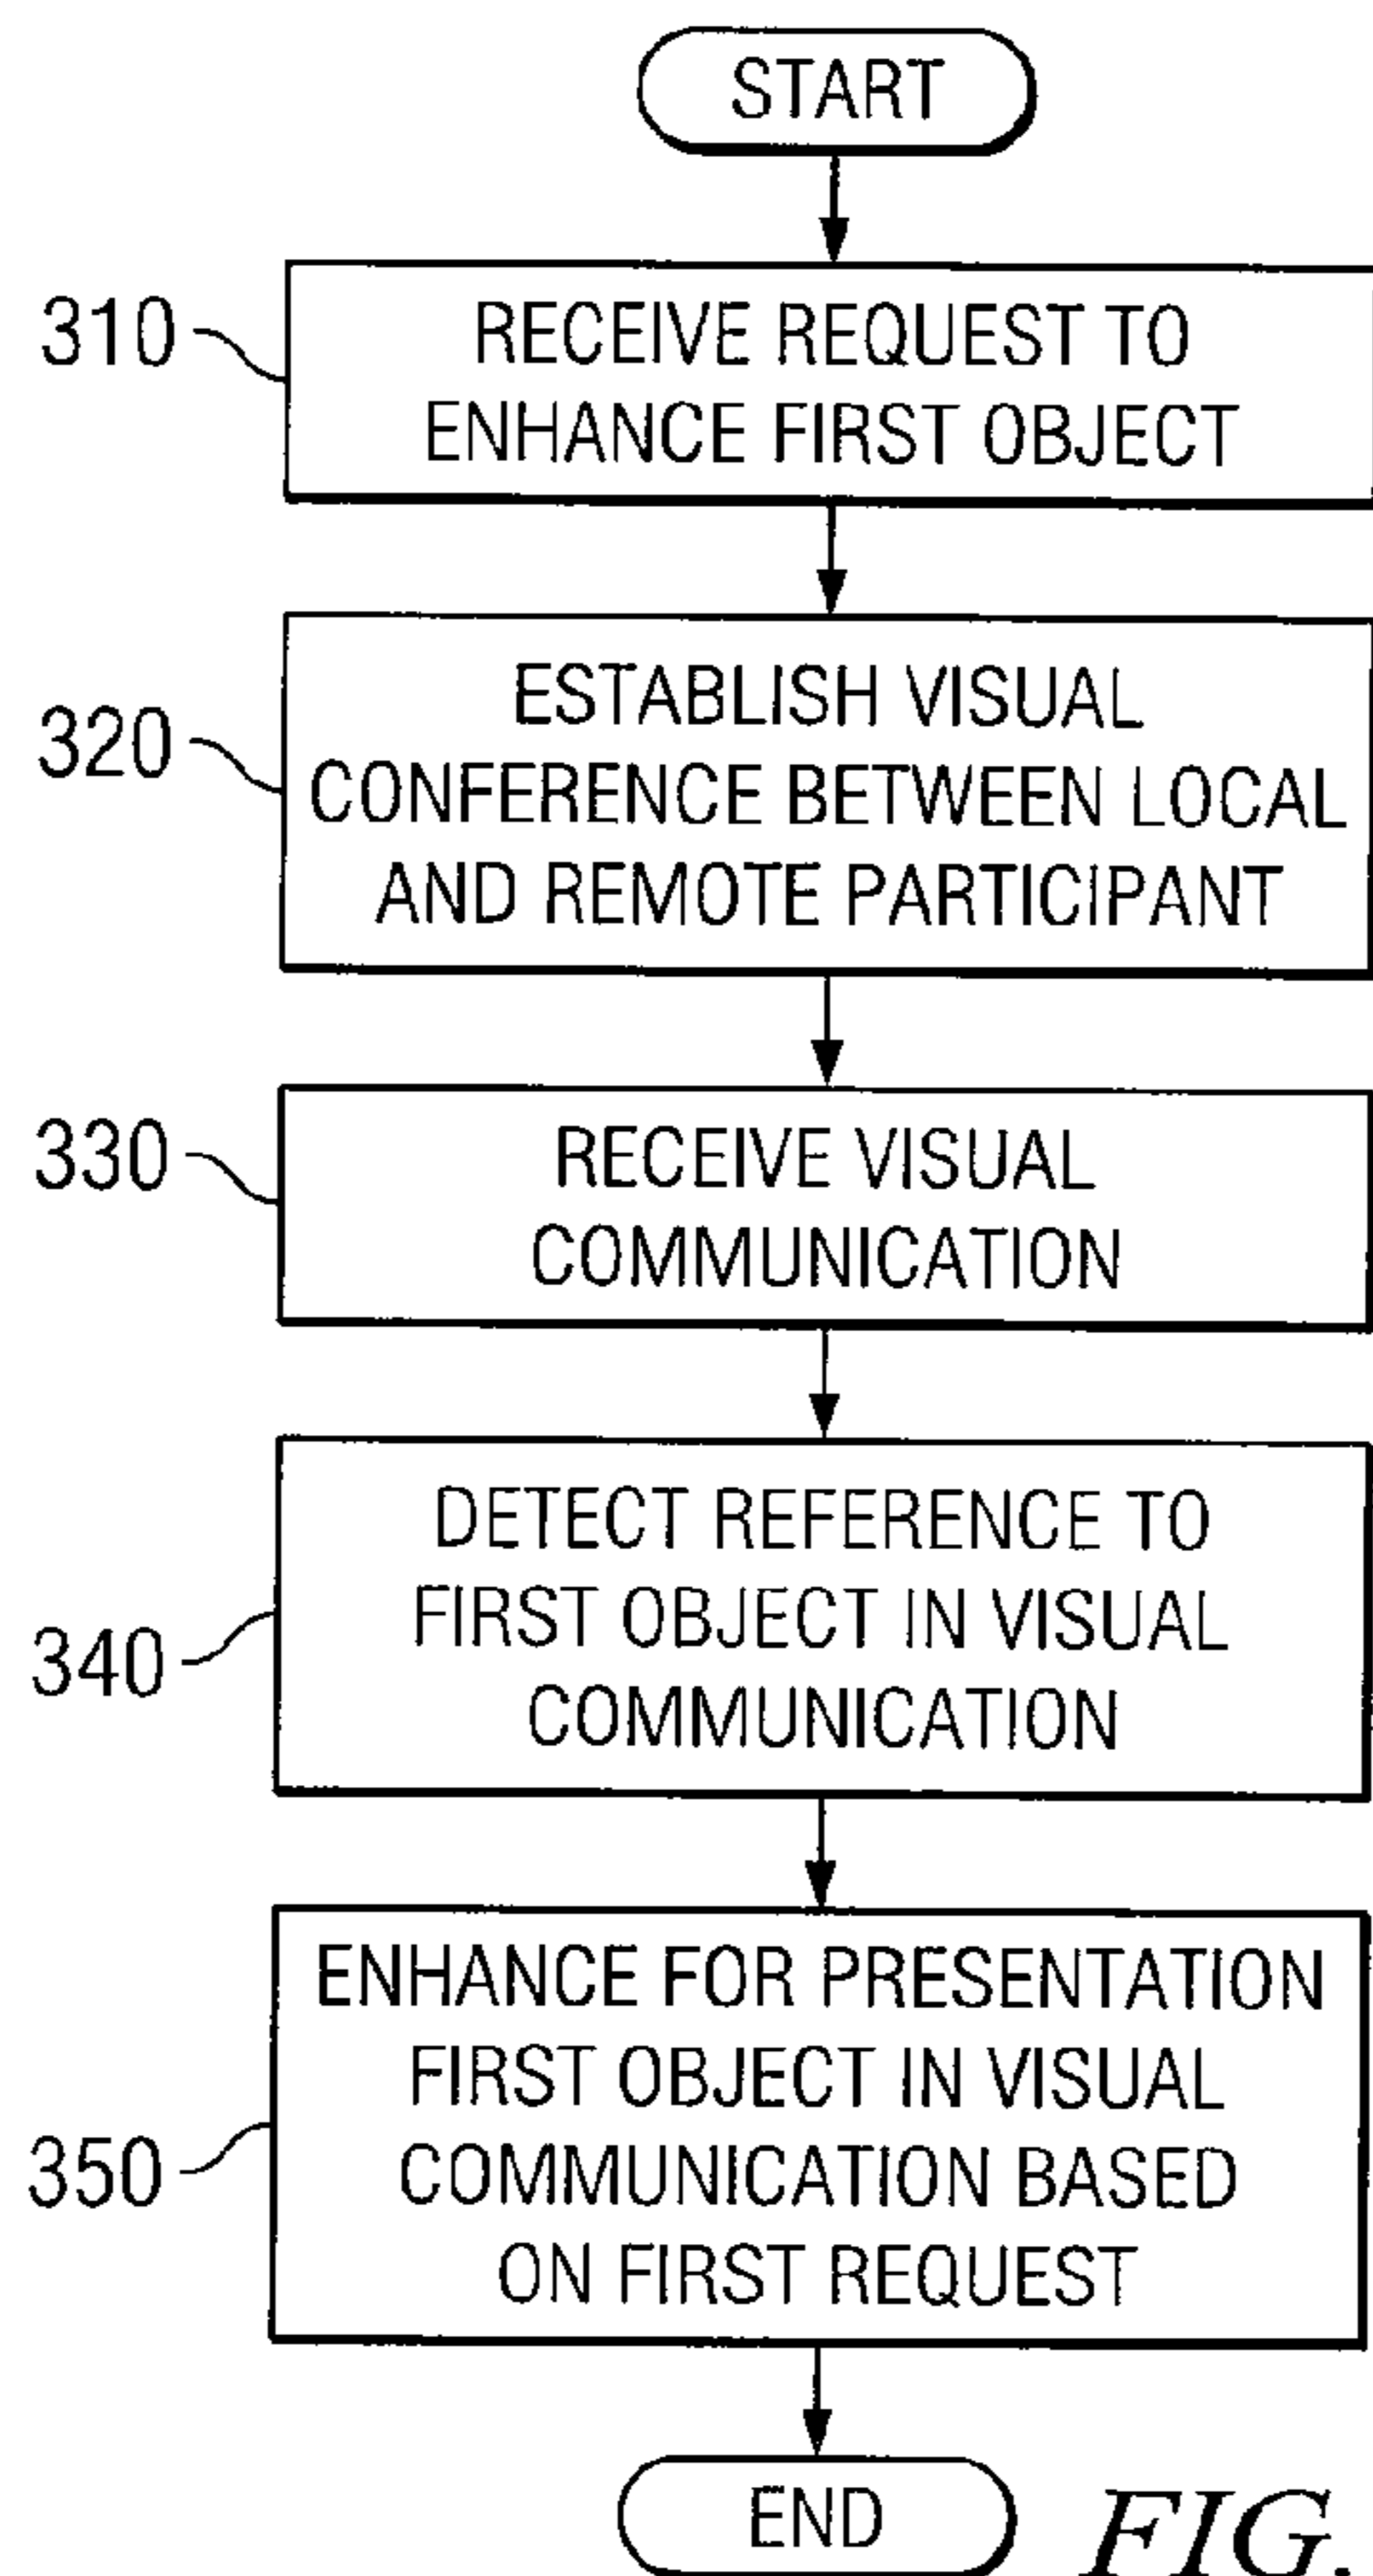 START
310
RECEIVE REQUEST TO
ENHANCE FIRST OBJECT
320
ESTABLISH VISUAL
CONFERENCE BETWEEN LOCAL
AND REMOTE PARTICIPANT
330
RECEIVE VISUAL
COMMUNICATION
340
DETECT REFERENCE TO
FIRST OBJECT IN VISUAL
COMMUNICATION
350
ENHANCE FOR PRESENTATION
FIRST OBJECT IN VISUAL
COMMUNICATION BASED
ON FIRST REQUEST
END
FIG.